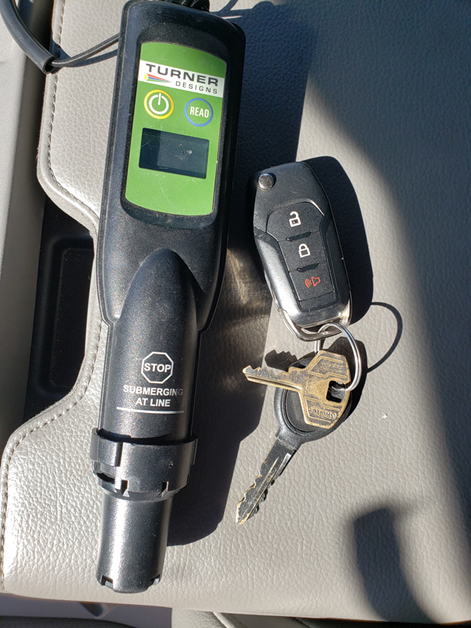 TURNER
DESIGNS
READ
STOP
SUBMERGING
AT LINE